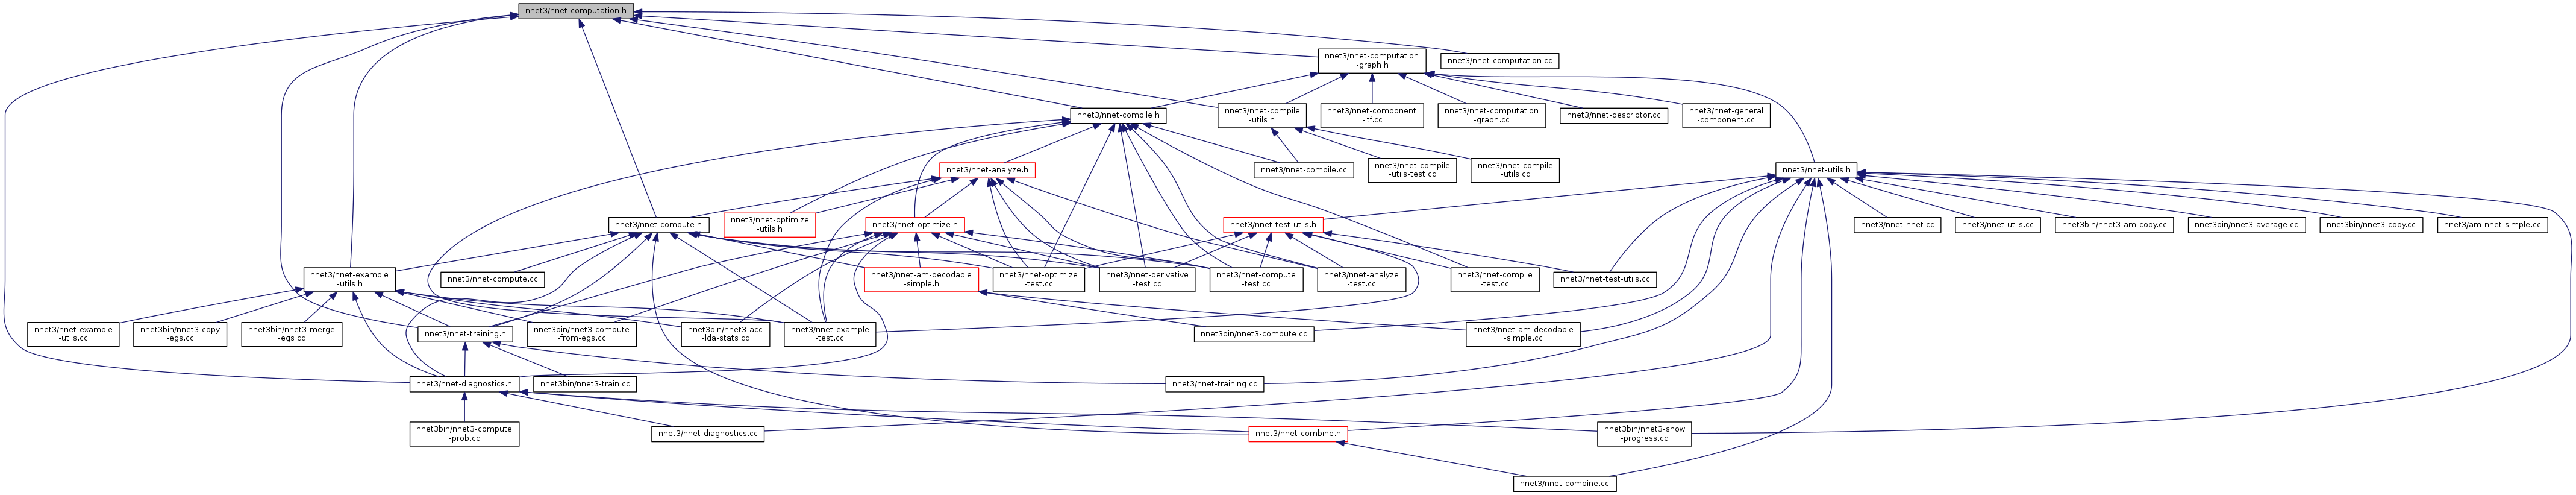 nnet3/nnet-computation.h
nnet3/nnet-computation
-graph.h
nnet3/nnet-computation.cc
nnet3/nnet-compile.h
nnet3/nnet-compile
-utils.h
nnet3/nnet-component
-itf.cc
nnet3/nnet-computation
-graph.cc
nnet3/nnet-descriptor.cc
nnet3/nnet-general
-component.cc
nnet3/nnet-analyze.h
nnet3/nnet-compile.cc
nnet3/nnet-compile
-utils-test.cc
nnet3/nnet-compile
-utils.cc
nnet3/nnet-utils.h
nnet3/nnet-compute.h
nnet3/nnet-optimize
-utils.h
nnet3/nnet-optimize.h
nnet3/nnet-test-utils.h
nnet3/nnet-nnet.cc
nnet3/nnet-utils.cc
nnet3bin/nnet3-am-copy.cc
nnet3bin/nnet3-average.cc
nnet3bin/nnet3-copy.cc
nnet3/am-nnet-simple.cc
nnet3/nnet-example
-utils.h
nnet3/nnet-compute.cc
nnet3/nnet-am-decodable
-simple.h
nnet3/nnet-optimize
-test.cc
nnet3/nnet-derivative
-test.cc
nnet3/nnet-compute
-test.cc
nnet3/nnet-analyze
-test.cc
nnet3/nnet-compile
-test.cc
nnet3/nnet-test-utils.cc
nnet3/nnet-example
-utils.cc
nnet3bin/nnet3-copy
-egs.cc
nnet3bin/nnet3-merge
-egs.cc
nnet3/nnet-training.h
nnet3bin/nnet3-compute
-from-egs.cc
nnet3bin/nnet3-acc
-lda-stats.cc
nnet3/nnet-example
-test.cc
nnet3bin/nnet3-compute.cc
nnet3/nnet-am-decodable
-simple.cc
nnet3/nnet-diagnostics.h
nnet3bin/nnet3-train.cc
nnet3/nnet-training.cc
nnet3bin/nnet3-compute
-prob.cc
nnet3/nnet-diagnostics.cc
nnet3/nnet-combine.h
nnet3bin/nnet3-show
-progress.cc
nnet3/nnet-combine.cc